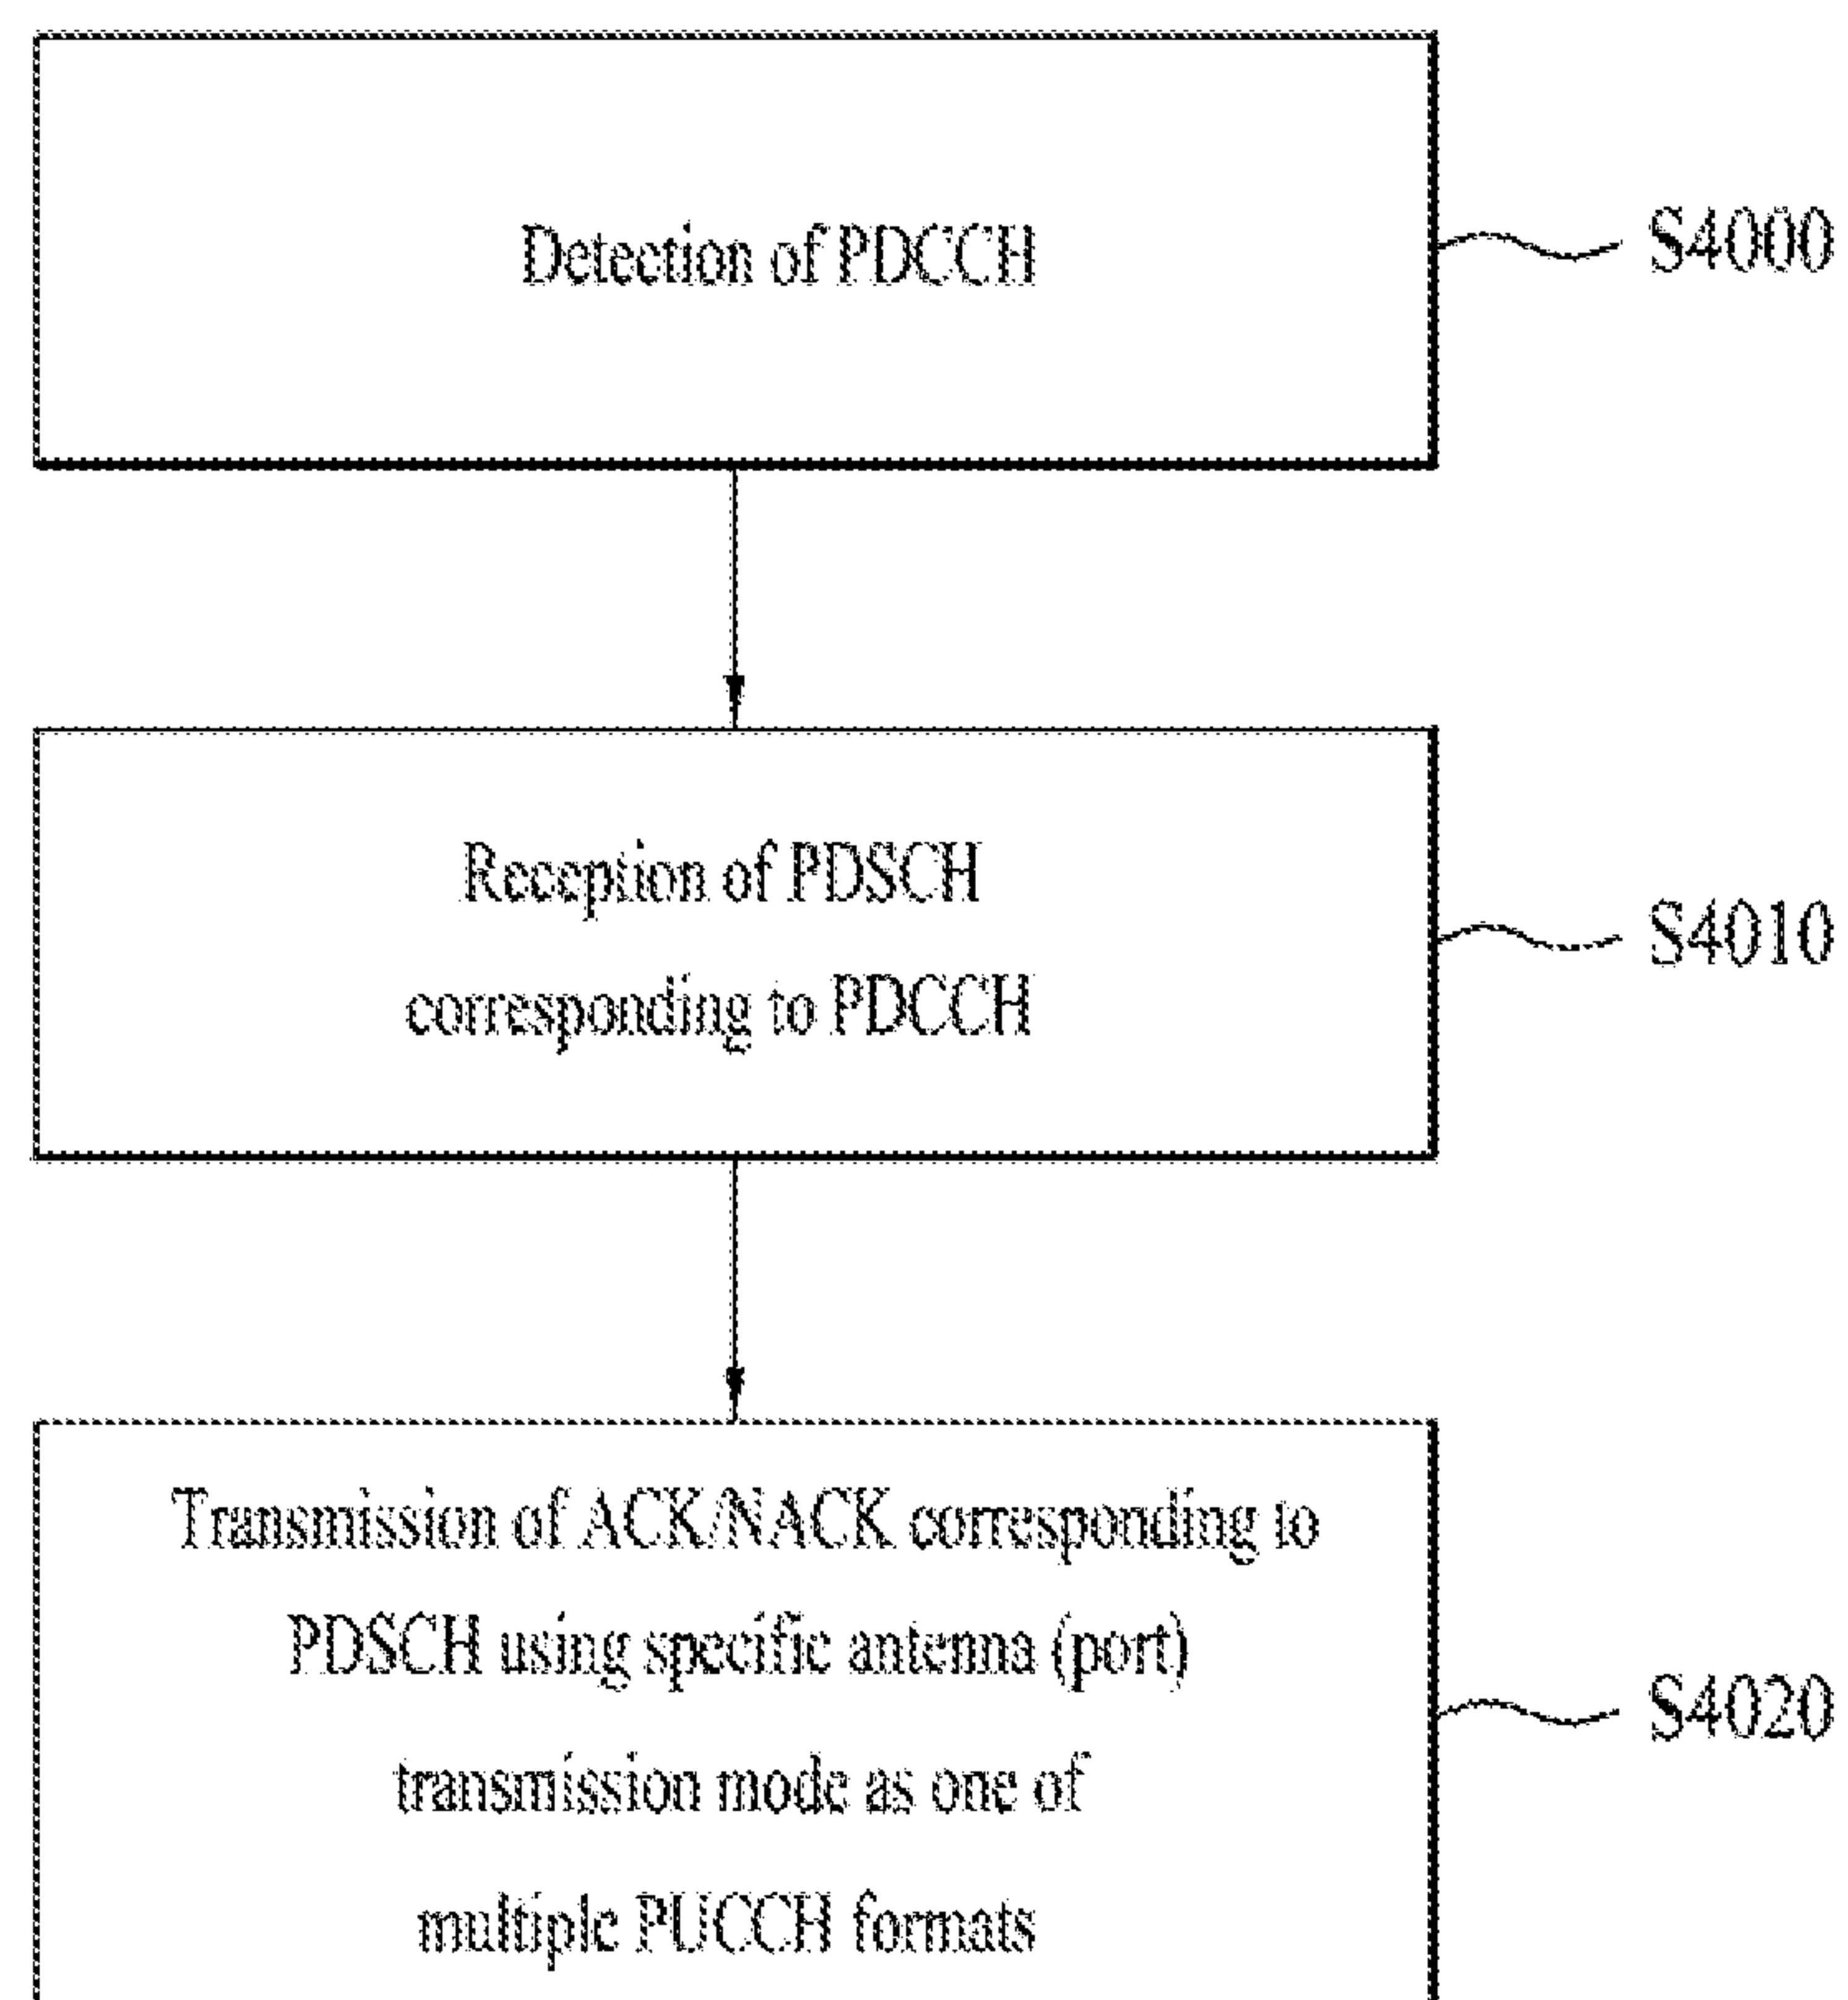 Detection of PDCCH
S4000
Reception of PDSCH
corresponding to PDCCH
S4010
Transmission of ACK/NACK corresponding to
PDSCH using specific antenna (port)
transmission mode as one of
multiple PUCCH formats
S4020